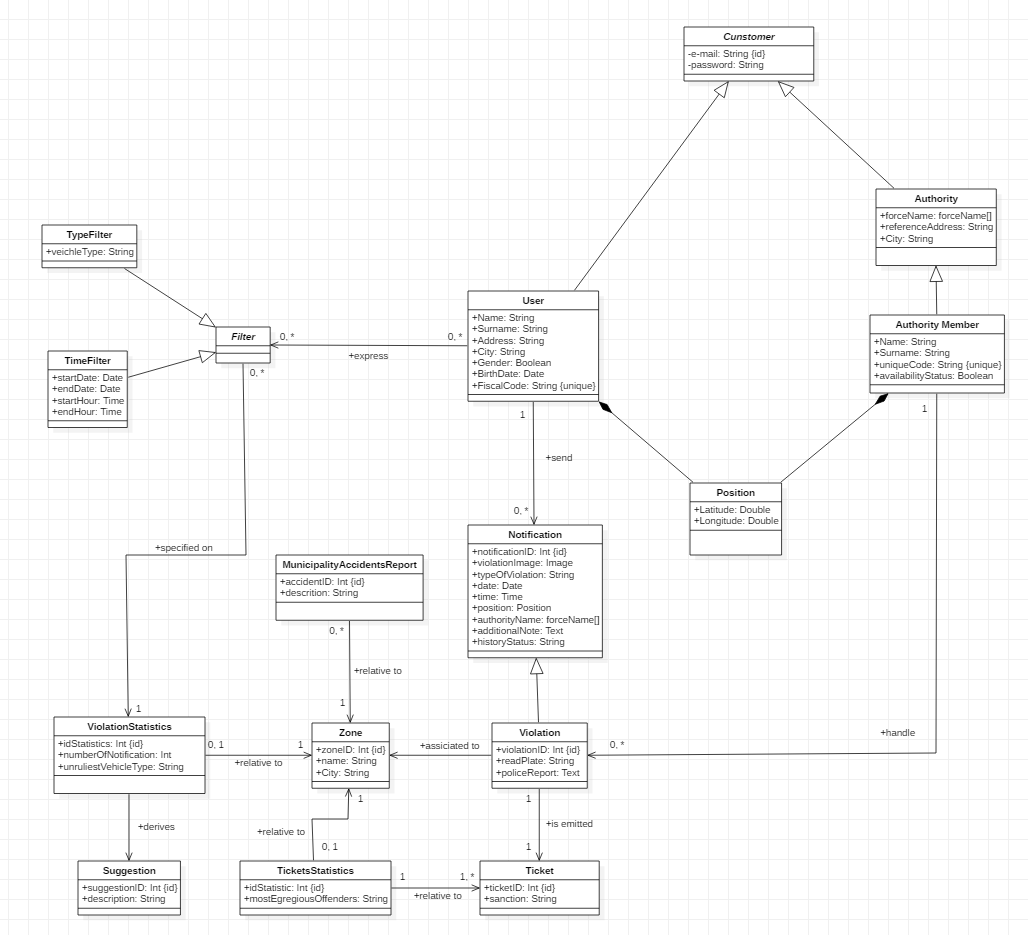 Cunstomer
-e-mail: String {id}
-password: String
Authority
+forceName: forceName[]
+referenceAddress: String
+City: String
TypeFilter
+veichleType: String
User
+Name: String
+Surname: String
+Address: String
+City: String
+Gender: Boolean
+BirthDate: Date
+FiscalCode: String {unique}
Authority Member
+Name: String
+Surname: String
+uniqueCode: String {unique}
+availabilityStatus: Boolean
Filter
0, *
0, *
+express
TimeFilter
+startDate: Date
+endDate: Date
+startHour: Time
+endHour: Time
0, *
1
1
+send
Position
+Latitude: Double
+Longitude: Double
0, *
Notification
+notificationID: Int {id}
+violationImage: Image
+typeOfViolation: String
+date: Date
+time: Time
+position: Position
+authorityName: forceName[]
+additionalNote: Text
+historyStatus: String
+specified on
MunicipalityAccidentsReport
+accidentID: Int {id}
+descrition: String
0, *
+relative to
1
1
ViolationStatistics
+idStatistics: Int {id}
+numberOfNotification: Int
+unruliestVehicleType: String
0, 1
1
+relative to
Zone
+zoneID: Int {id}
+name: String
+City: String
+assiciated to
Violation
+violationID: Int {id}
+readPlate: String
+policeReport: Text
0, *
+handle
1
1
+derives
+relative to
0, 1
+is emitted
1
Suggestion
+suggestionID: Int {id}
+description: String
TicketsStatistics
+idStatistic: Int {id}
+mostEgregiousOffenders: String
1
1, *
+relative to
Ticket
+ticketID: Int {id}
+sanction: String